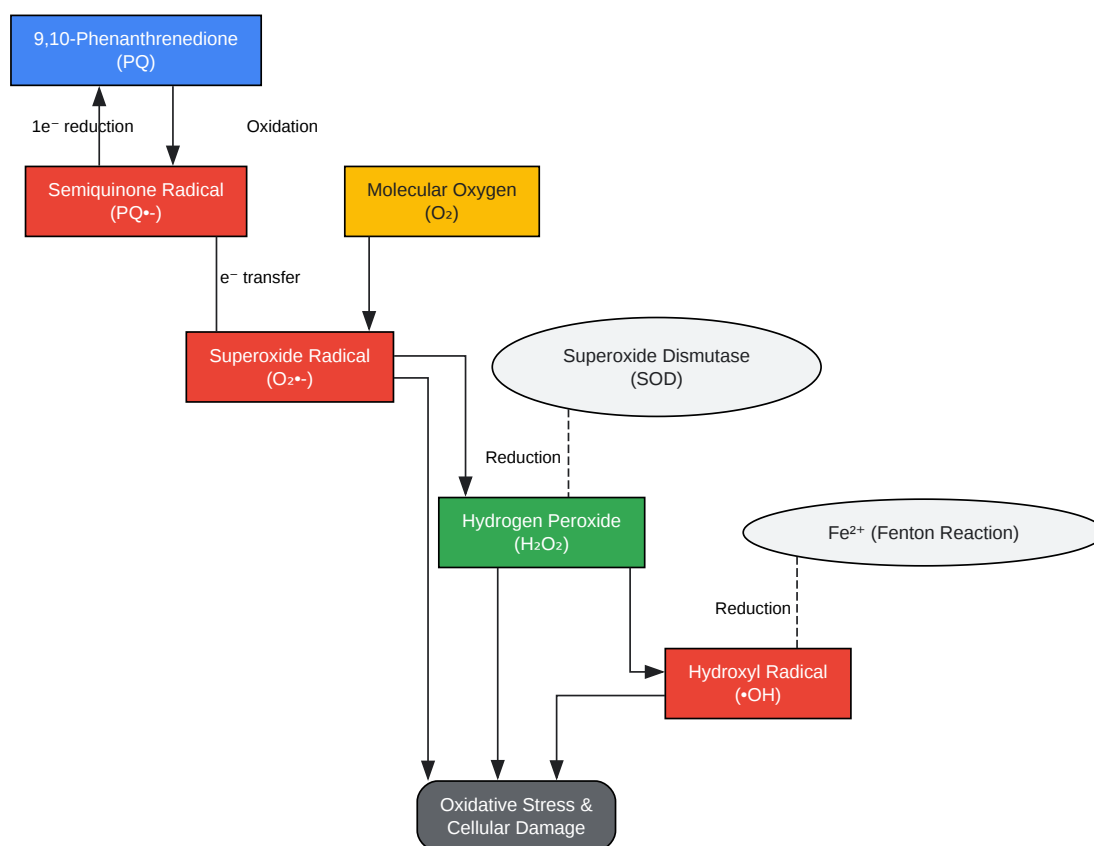 9,10-Phenanthrenedione
(PQ)
1e⁻ reduction
Oxidation
Semiquinone Radical
(PQ•-)
Molecular Oxygen
(O₂)
e⁻ transfer
Superoxide Radical
(O₂•-)
Superoxide Dismutase
(SOD)
Reduction
Hydrogen Peroxide
(H₂O₂)
Fe²⁺ (Fenton Reaction)
Reduction
Hydroxyl Radical
(•OH)
Oxidative Stress &
Cellular Damage